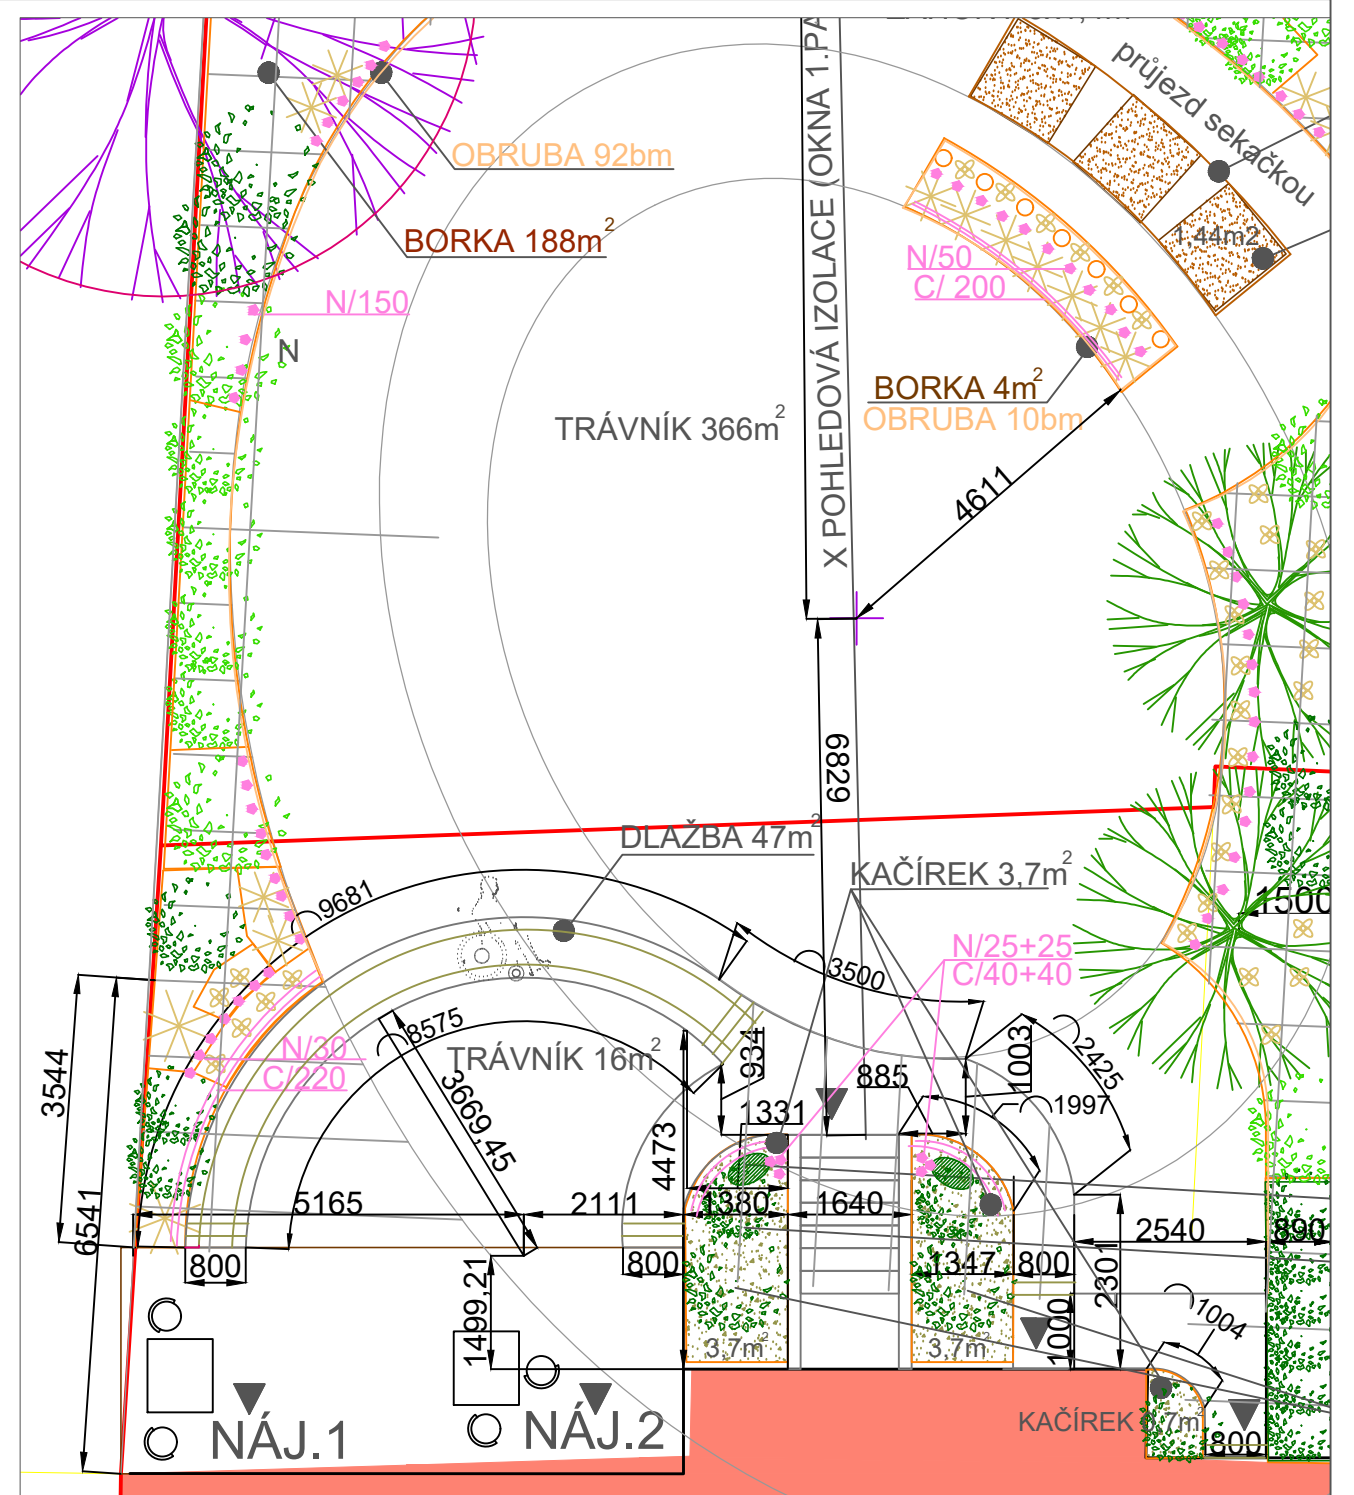 průjezd sekačkou
OBRUBA 92bm
BORKA 188m²
N/150
N
N/50
C/ 200
1.44m2
X POHLEDOVÁ IZOLACE (OKNA 1.PA
TRÁVNÍK 366m²
BORKA 4m²
OBRUBA 10bm
4611
6829
DLAŽBA 47m²
KAČÍREK 3,7m²
9681
1500
N/25+25
C/40+40
3500
8575
TRÁVNÍK 16m²
N/30
C/220
3544
6541
3669,45
934
885
1003
2425
1997
1331
4473
5165
2111
1380
1640
2540
890
800
800
1347
800
2301
1499,21
1000
1004
3,7m²
3,7m²
KAČÍREK
800
NÁJ.1
NÁJ.2